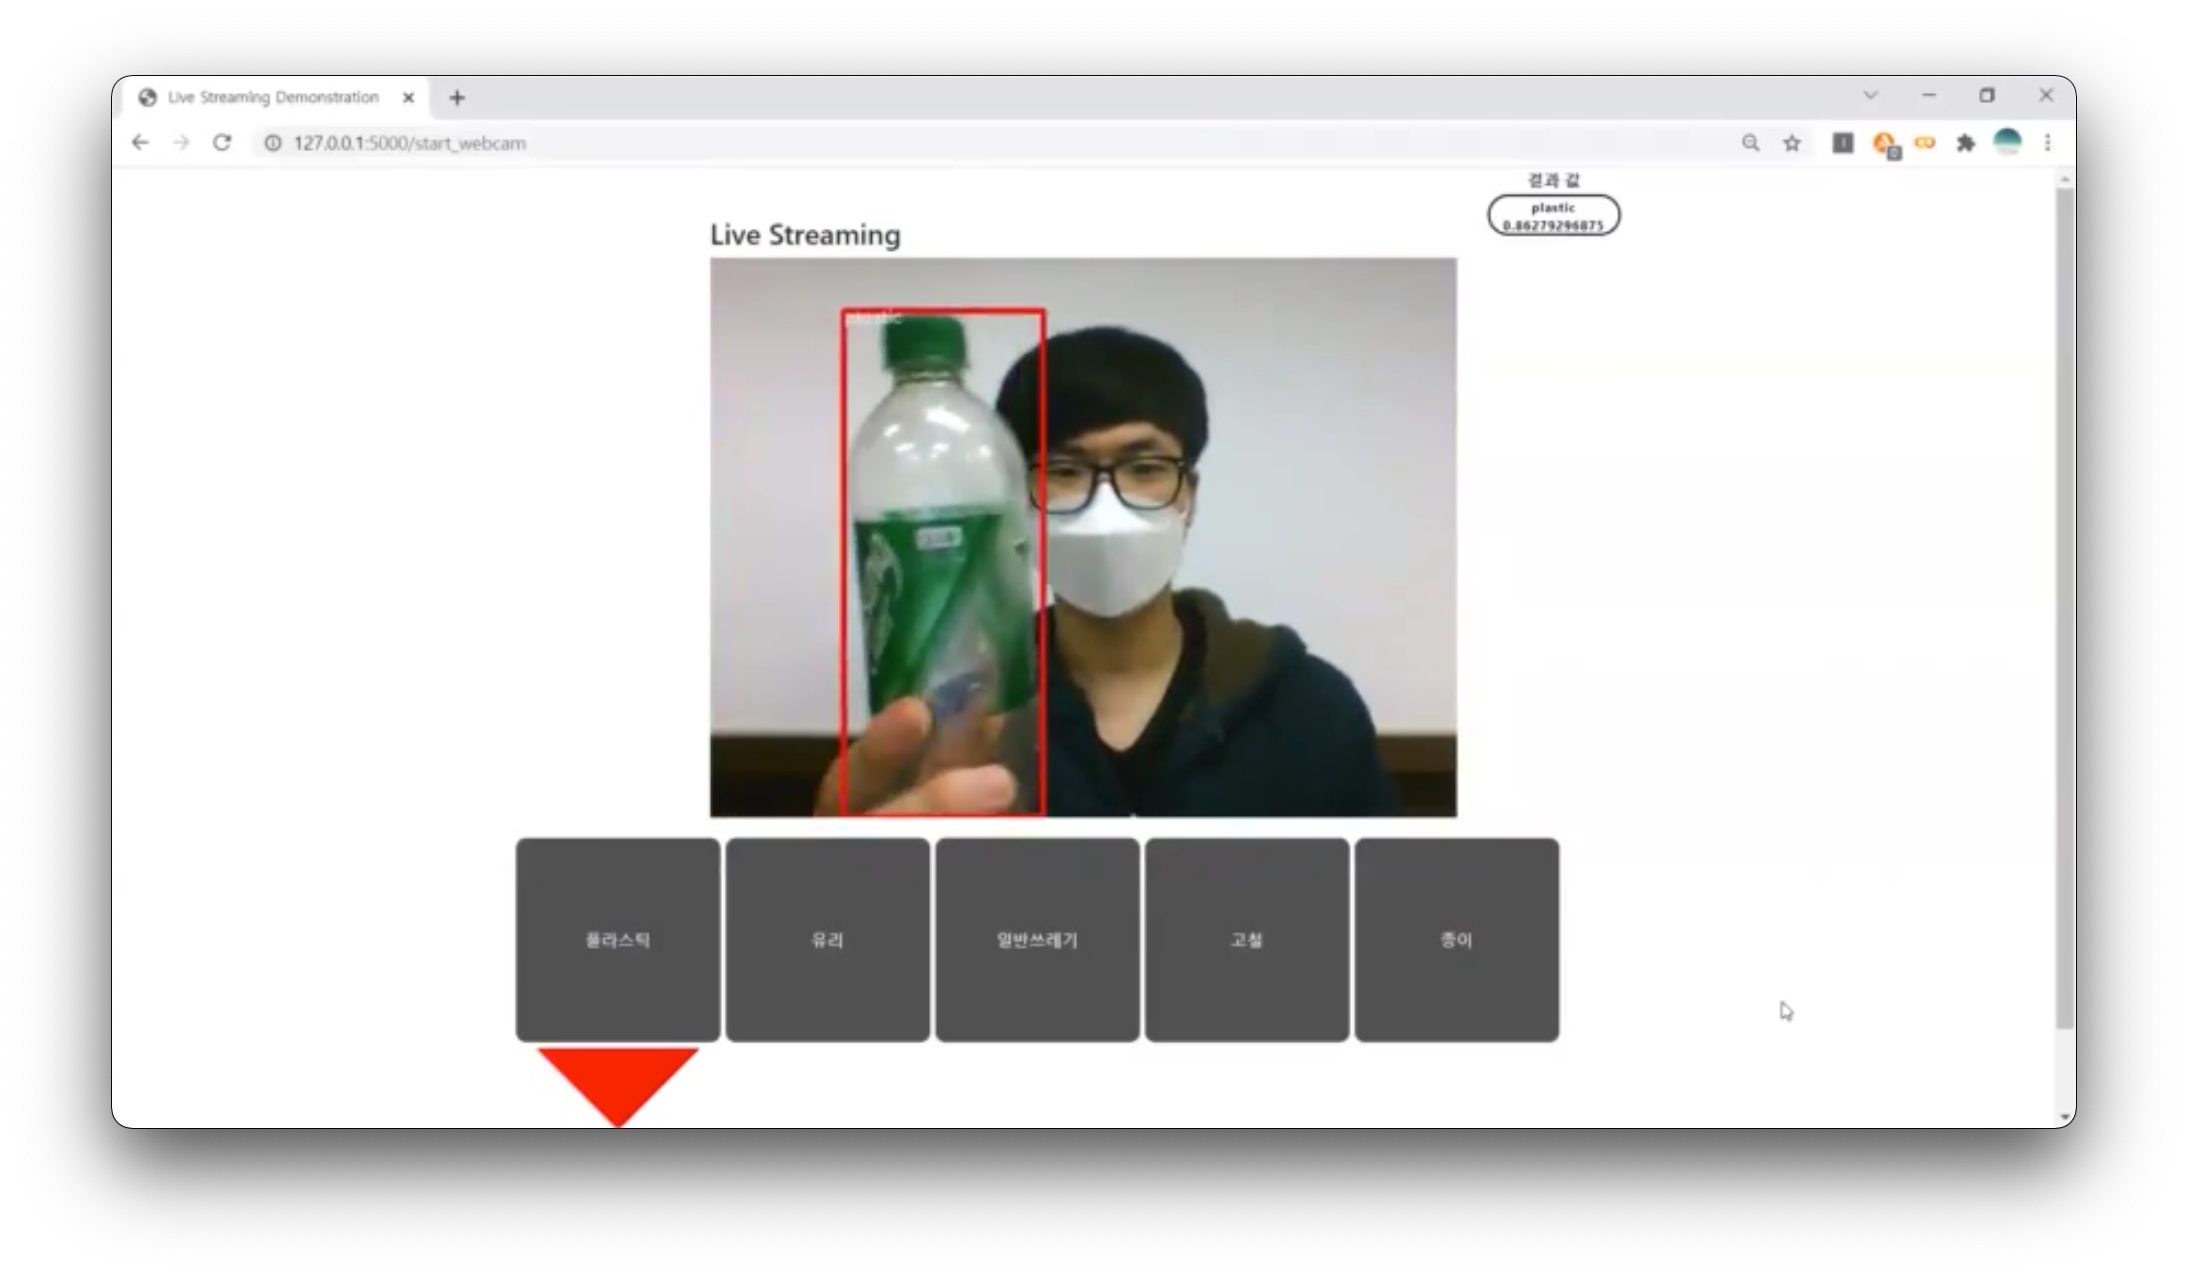 Live Streaming Demonstration
127.0.0.1:5000/start_webcam
결과 값
plastic
0.86279296875
Live Streaming
plastic
플라스틱
유리
일반쓰레기
고철
종이